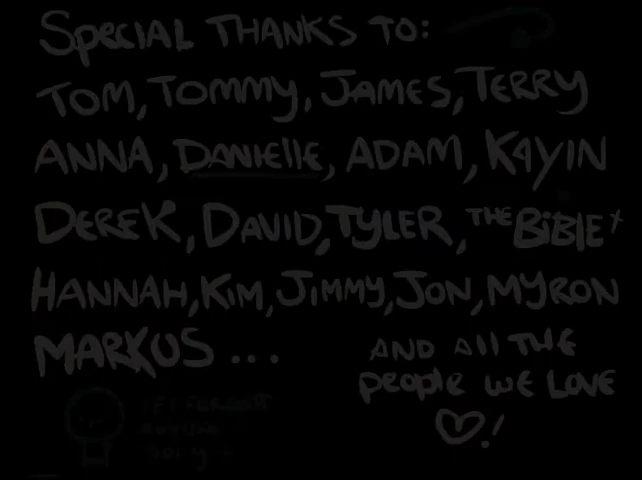 SPECIAL THANKS TO:
TOM, TOMMY, JAMES, TERRY
ANNA, DANIELLE, ADAM, KAYIN
DEREK, DAVID, TYLER, THE BIBLE+
HANNAH, KIM, JIMMY, JON, MYRON
MARKUS ...
AND All THE
people WE LOVE
!